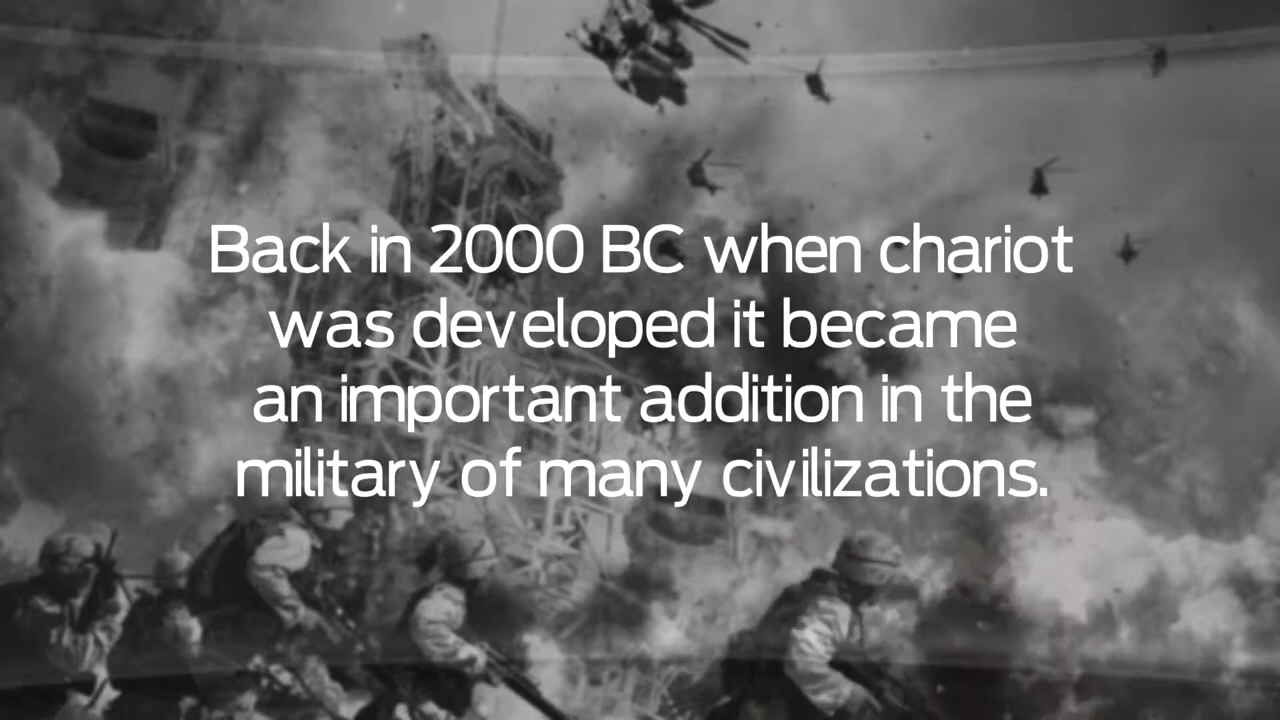 Back in 2000 BC when chariot
was developed it became
an important addition in the
military of many civilizations.